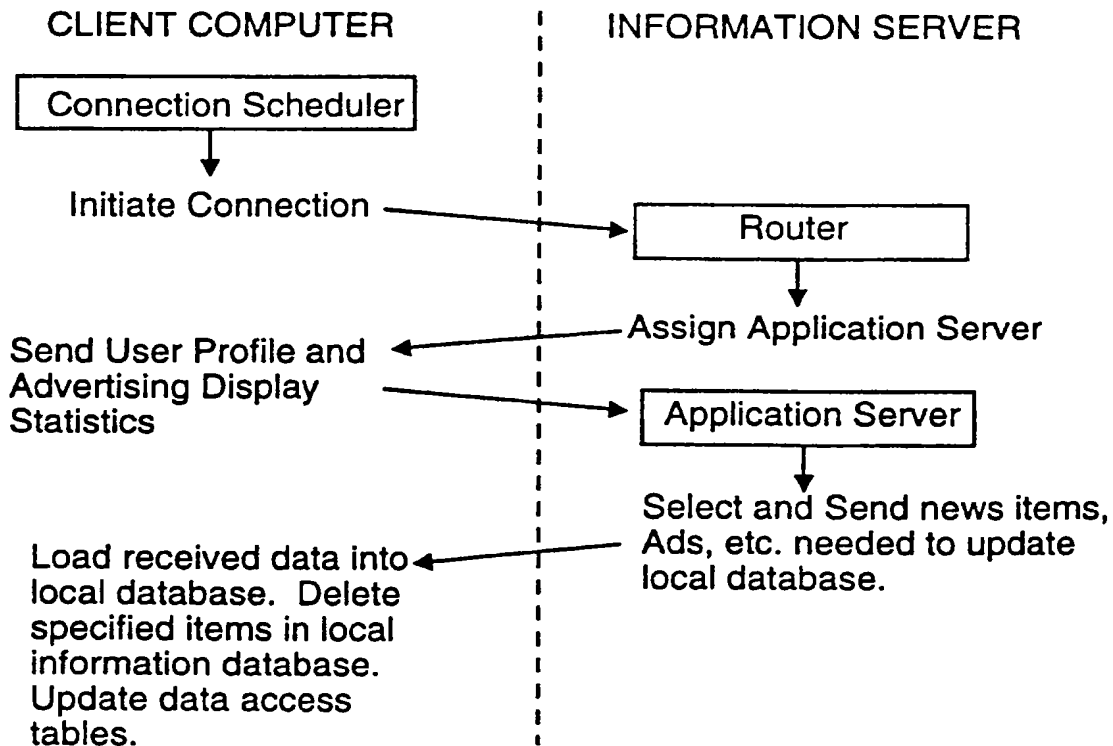 CLIENT COMPUTER
INFORMATION SERVER
Connection Scheduler
Initiate Connection
Router
Assign Application Server
Send User Profile and
Advertising Display
Statistics
Application Server
Select and Send news items,
Ads, etc. needed to update
local database.
Load received data into
local database. Delete
specified items in local
information database.
Update data access
tables.